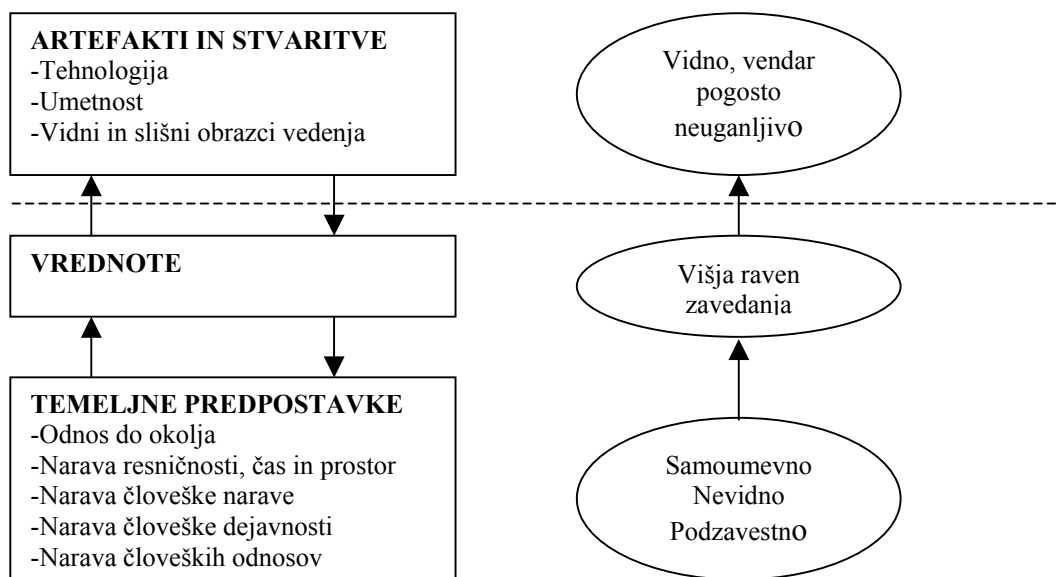 ARTEFAKTI IN STVARITVE
-Tehnologija
-Umetnost
-Vidni in slišni obrazci vedenja
Vidno, vendar
pogosto
neuganljivo
VREDNOTE
Višja raven
zavedanja
TEMELJNE PREDPOSTAVKE
-Odnos do okolja
-Narava resničnosti, čas in prostor
-Narava človeške narave
-Narava človeške dejavnosti
-Narava človeških odnosov
Samoumevno
Nevidno
Podzavestno